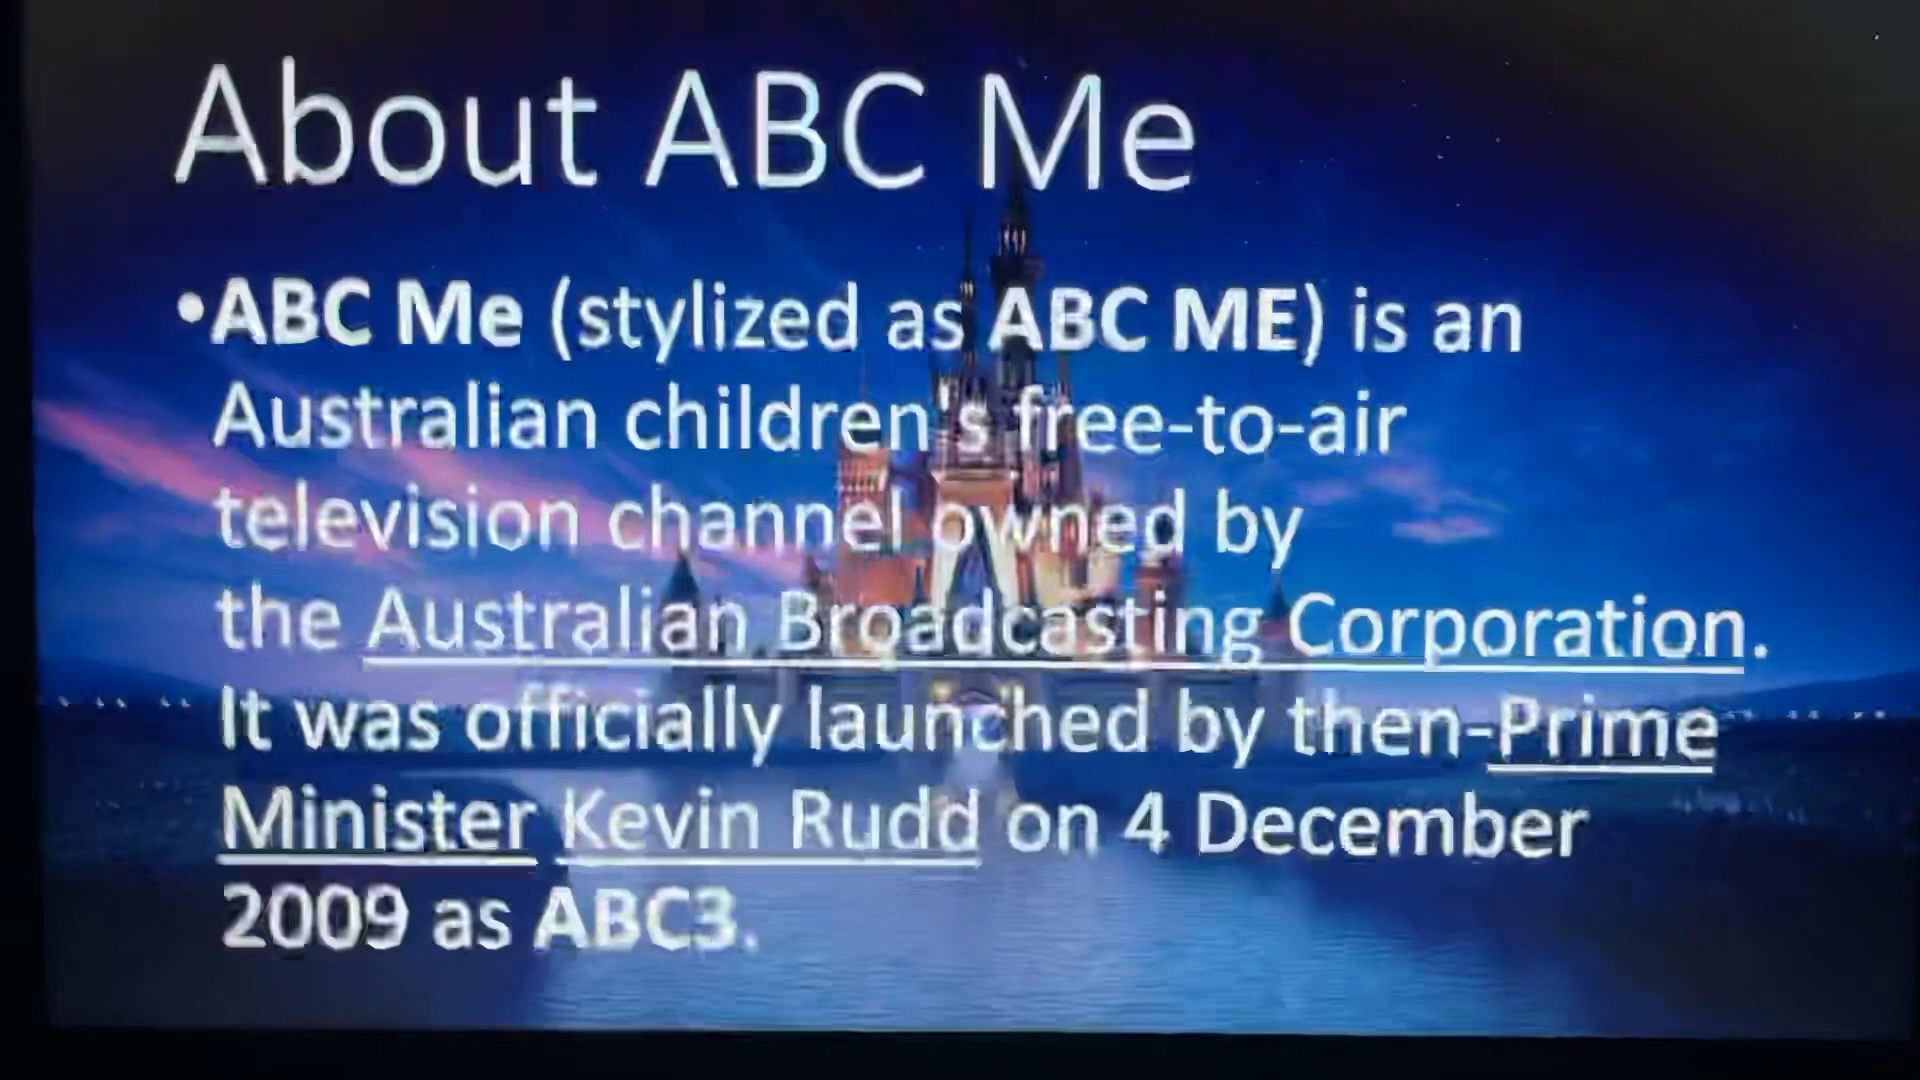 About ABC Me
•ABC Me (stylized as ABC ME) is an
Australian children's free-to-air
television channel owned by
the Australian Broadcasting Corporation.
It was officially launched by then-Prime
Minister Kevin Rudd on 4 December
2009 as ABC3.